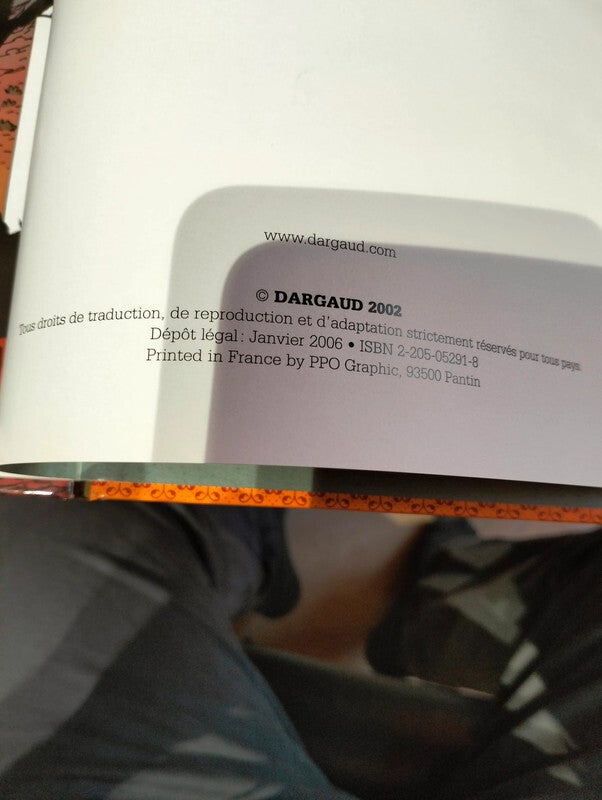 www.dargaud.com
© DARGAUD 2002
Tous droits de traduction, de reproduction et d'adaptation strictement réservés pour tous pays.
Dépôt légal : Janvier 2006 • ISBN 2-205-05291-8
Printed in France by PPO Graphic, 93500 Pantin